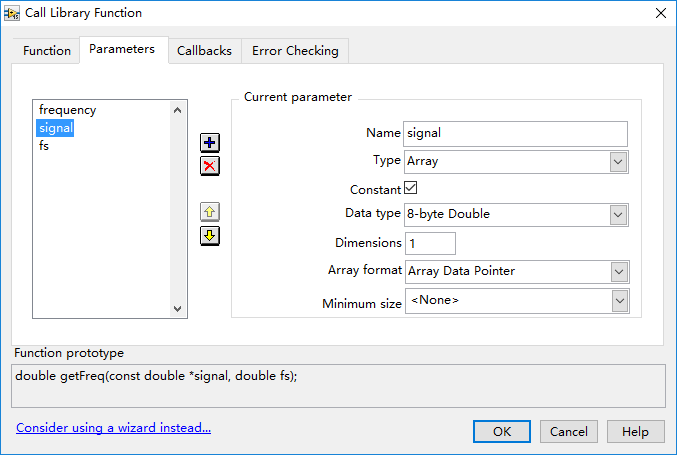 Call Library Function
Function Parameters Callbacks Error Checking
frequency
signal
fs
Current parameter
Name signal
Type Array
Constant
Data type 8-byte Double
Dimensions 1
Array format Array Data Pointer
Minimum size <None>
Function prototype
double getFreq(const double *signal, double fs);
Consider using a wizard instead...
OK Cancel Help